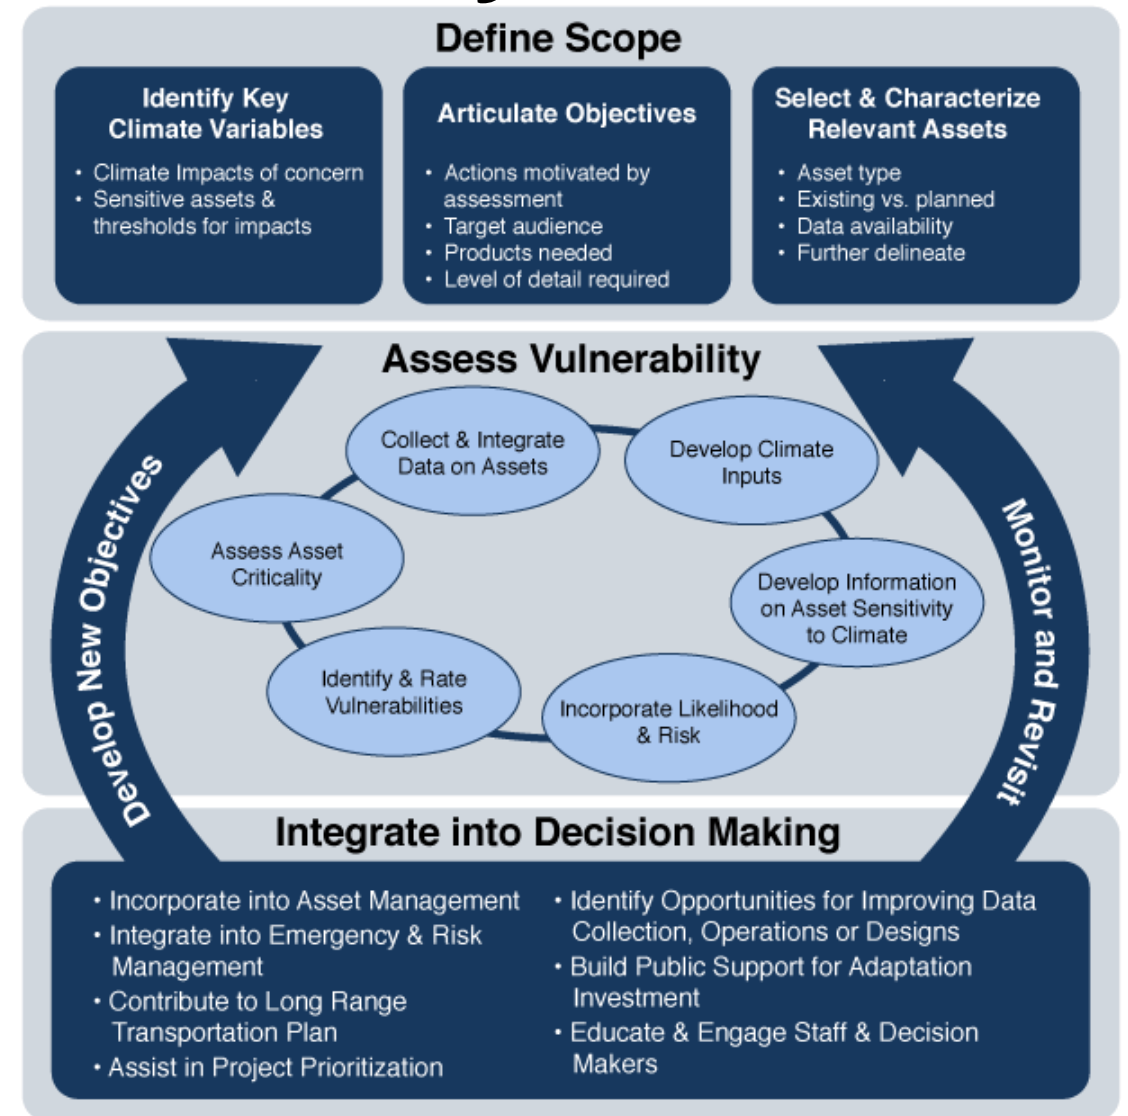 Define Scope
Identify Key
Climate Variables
• Climate Impacts of concern
• Sensitive assets &
thresholds for impacts
Articulate Objectives
• Actions motivated by
assessment
• Target audience
• Products needed
• Level of detail required
Select & Characterize
Relevant Assets
• Asset type
• Existing vs. planned
• Data availability
• Further delineate
Assess Vulnerability
Collect & Integrate
Data on Assets
Develop Climate
Inputs
Assess Asset
Criticality
Develop Information
on Asset Sensitivity
to Climate
Identify & Rate
Vulnerabilities
Incorporate Likelihood
& Risk
Develop New Objectives
Monitor and Revisit
Integrate into Decision Making
• Incorporate into Asset Management
• Integrate into Emergency & Risk
Management
• Contribute to Long Range
Transportation Plan
• Assist in Project Prioritization
• Identify Opportunities for Improving Data
Collection, Operations or Designs
• Build Public Support for Adaptation
Investment
• Educate & Engage Staff & Decision
Makers